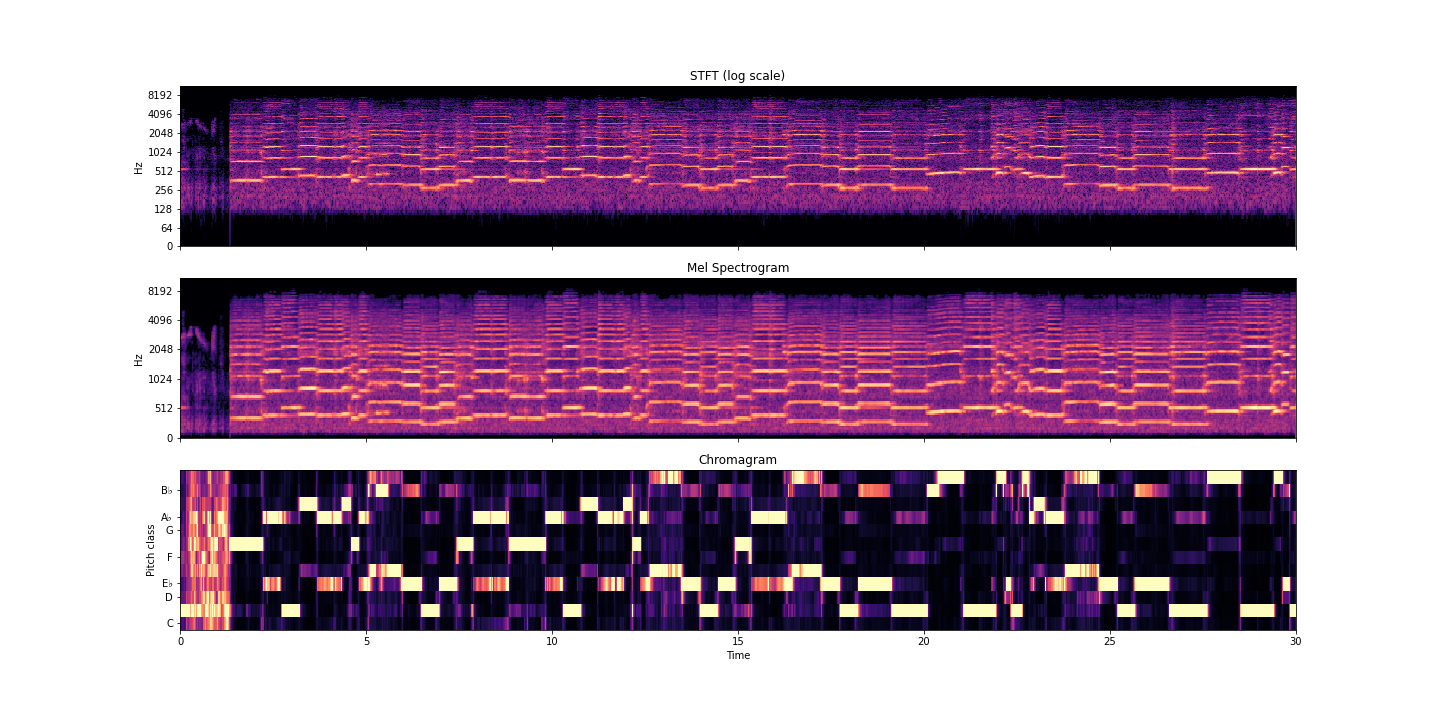 STFT (log scale)
8192
4096
2048
1024
512
256
128
64
0
Hz
Mel Spectrogram
8192
4096
2048
1024
512
0
Hz
Chromagram
B♭
A♭
G
F
E♭
D
C
Pitch class
0 5 10 15 20 25 30
Time